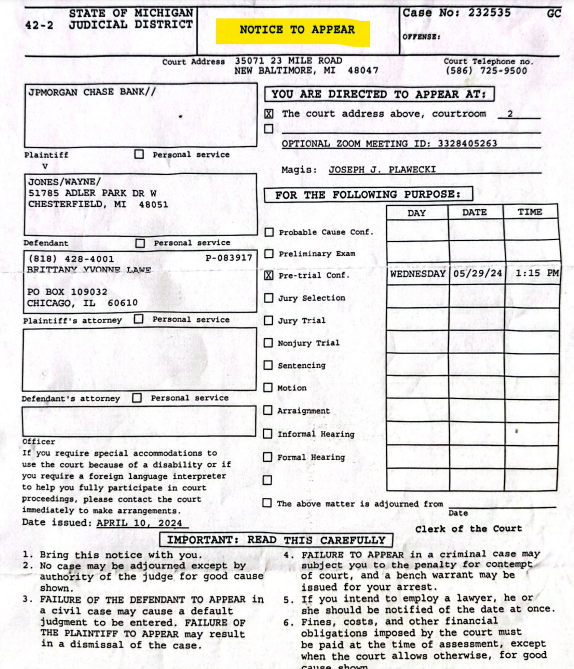 STATE OF MICHIGAN
42-2 JUDICIAL DISTRICT
NOTICE TO APPEAR
Case No: 232535 GC
OFFENSE:
Court Address 35071 23 MILE ROAD
NEW BALTIMORE, MI 48047
Court Telephone no.
(586) 725-9500
JPMORGAN CHASE BANK//
Plaintiff Personal service
V
JONES/WAYNE/
51785 ADLER PARK DR W
CHESTERFIELD, MI 48051
Defendant Personal service
(818) 428-4001 P-083917
BRITTANY YVONNE LAWE
PO BOX 109032
CHICAGO, IL 60610
Plaintiff's attorney Personal service
Defendant's attorney Personal service
Officer
If you require special accommodations to
use the court because of a disability or if
you require a foreign language interpreter
to help you fully participate in court
proceedings, please contact the court
immediately to make arrangements.
Date issued: APRIL 10, 2024
YOU ARE DIRECTED TO APPEAR AT:
X The court address above, courtroom 2
OPTIONAL ZOOM MEETING ID: 3328405263
Magis: JOSEPH J. PLAWECKI
FOR THE FOLLOWING PURPOSE:
DAY DATE TIME
Probable Cause Conf.
Preliminary Exam
X Pre-trial Conf. WEDNESDAY 05/29/24 1:15 PM
Jury Selection
Jury Trial
Nonjury Trial
Sentencing
Motion
Arraignment
Informal Hearing
Formal Hearing
The above matter is adjourned from
Date
Clerk of the Court
IMPORTANT: READ THIS CAREFULLY
1. Bring this notice with you.
2. No case may be adjourned except by
authority of the judge for good cause
shown.
3. FAILURE OF THE DEFENDANT TO APPEAR in
a civil case may cause a default
judgment to be entered. FAILURE OF
THE PLAINTIFF TO APPEAR may result
in a dismissal of the case.
4. FAILURE TO APPEAR in a criminal case may
subject you to the penalty for contempt
of court, and a bench warrant may be
issued for your arrest.
5. If you intend to employ a lawyer, he or
she should be notified of the date at once.
6. Fines, costs, and other financial
obligations imposed by the court must
be paid at the time of assessment, except
when the court allows otherwise, for good
cause shown